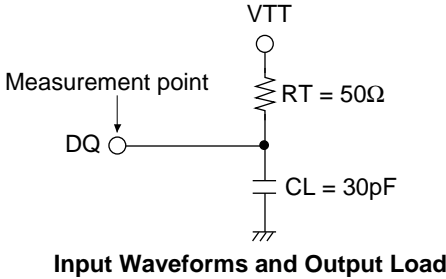 VTT
Measurement point
RT = 50Ω
DQ
CL = 30pF
Input Waveforms and Output Load